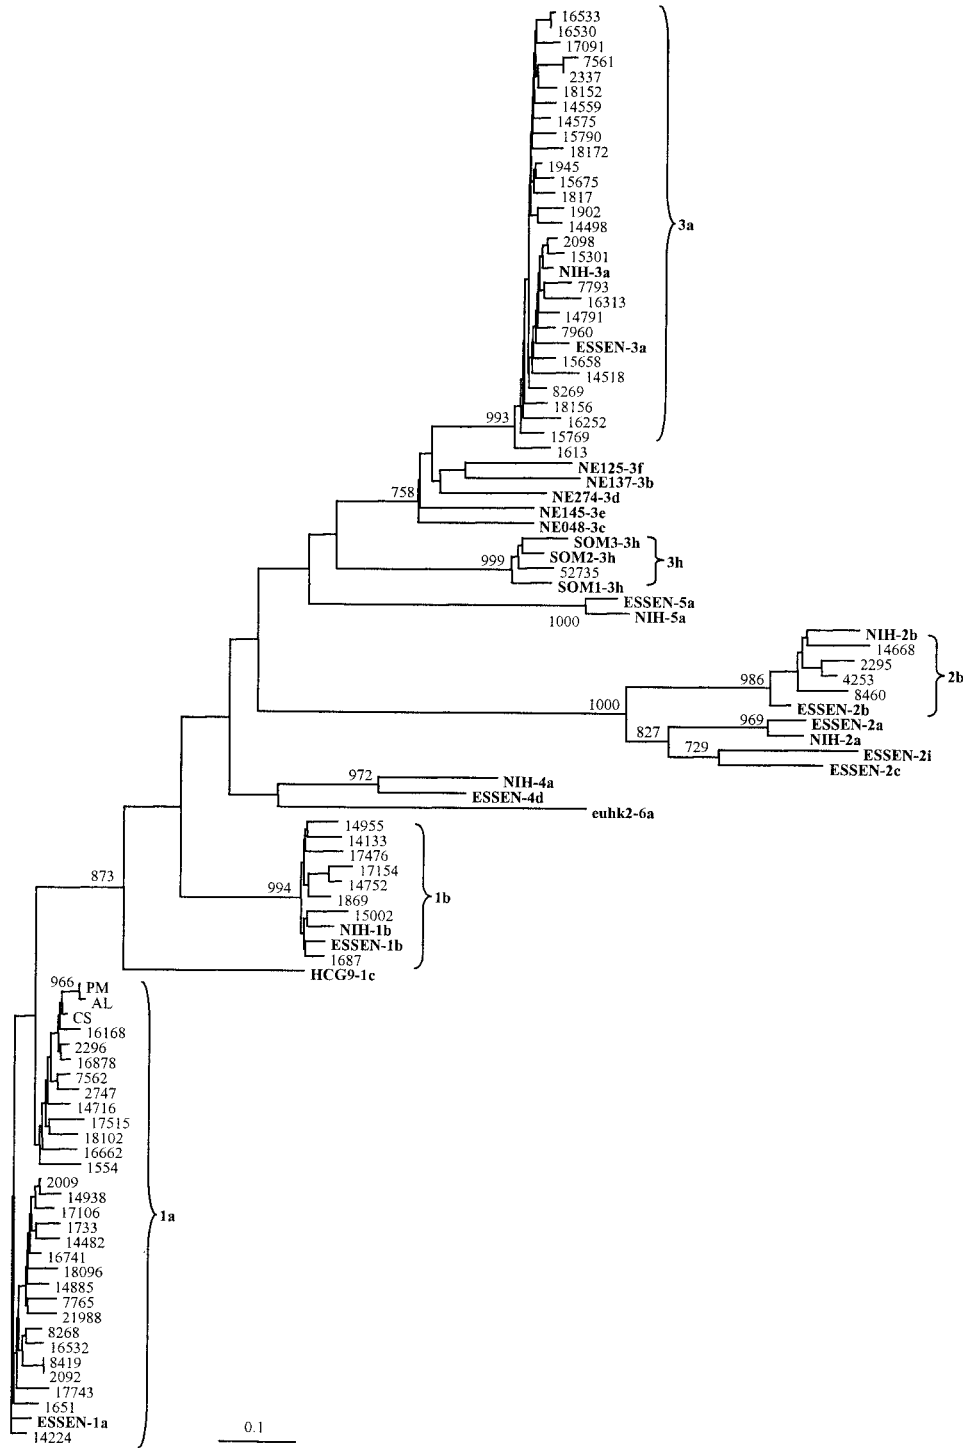 16533
16530
17091
7561
2337
18152
14559
14575
15790
18172
1945
15675
1817
1902
14498
3a
2098
15301
NIH-3a
7793
16313
14791
7960
ESSEN-3a
15658
14518
8269
18156
16252
993
15769
1613
NE125-3f
NE137-3b
758
NE274-3d
NE145-3e
NE048-3c
SOM3-3h
SOM2-3h
999
3h
52735
SOM1-3h
ESSEN-5a
1000
NIH-5a
NIH-2b
14668
2295
986
4253
2b
8460
1000
ESSEN-2b
969
ESSEN-2a
827
NIH-2a
729
ESSEN-2i
ESSEN-2c
972
NIH-4a
ESSEN-4d
euhk2-6a
14955
14133
17476
873
17154
994
14752
1b
1869
15002
NIH-1b
ESSEN-1b
1687
HCG9-1c
966
PM
AL
CS
16168
2296
16878
7562
2747
14716
17515
18102
16662
1554
2009
14938
17106
1a
1733
14482
16741
18096
14885
7765
21988
8268
16532
8419
2092
17743
1651
ESSEN-1a
14224
0.1